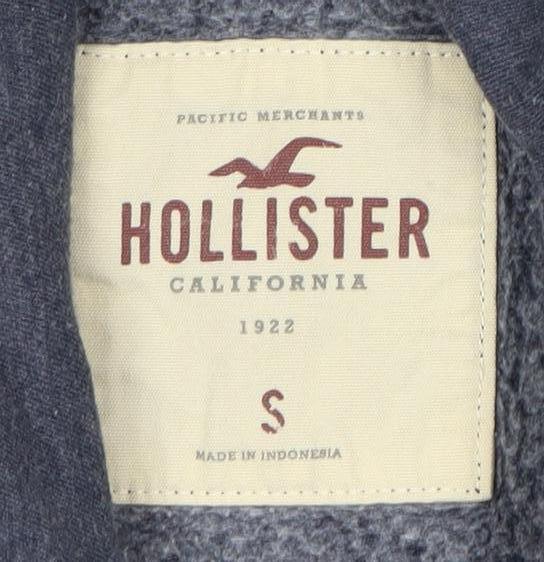 PACIFIC MERCHANTS
HOLLISTER
CALIFORNIA
1922
S
MADE IN INDONESIA